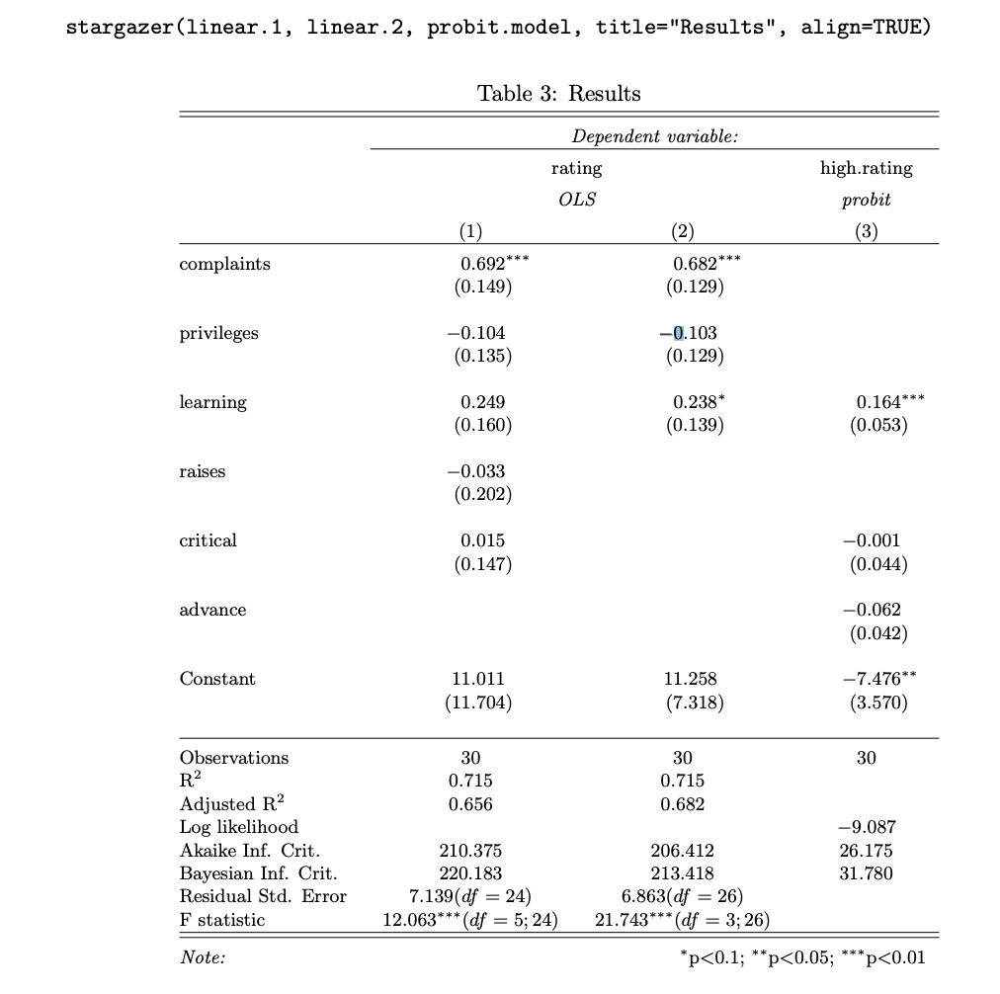 stargazer(linear.1, linear.2, probit.model, title="Results", align=TRUE)
Table 3: Results
Dependent variable:
rating high.rating
OLS probit
(1) (2) (3)
complaints 0.692*** 0.682***
(0.149) (0.129)
privileges −0.104 −0.103
(0.135) (0.129)
learning 0.249 0.238* 0.164***
(0.160) (0.139) (0.053)
raises −0.033
(0.202)
critical 0.015 −0.001
(0.147) (0.044)
advance −0.062
(0.042)
Constant 11.011 11.258 −7.476**
(11.704) (7.318) (3.570)
Observations 30 30 30
R² 0.715 0.715
Adjusted R² 0.656 0.682
Log likelihood −9.087
Akaike Inf. Crit. 210.375 206.412 26.175
Bayesian Inf. Crit. 220.183 213.418 31.780
Residual Std. Error 7.139(df = 24) 6.863(df = 26)
F statistic 12.063***(df = 5; 24) 21.743***(df = 3; 26)
Note: *p<0.1; **p<0.05; ***p<0.01